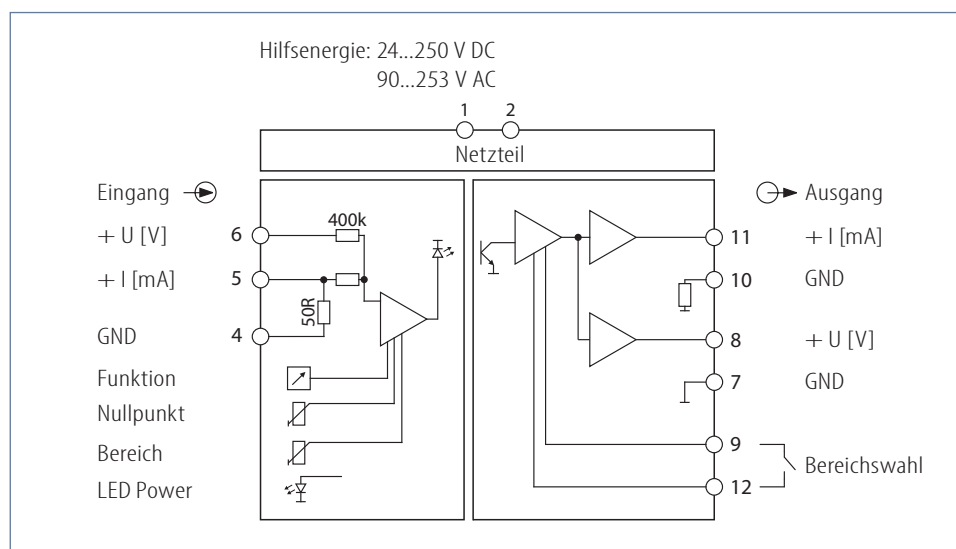 Hilfsenergie: 24...250 V DC
90...253 V AC
1 2
Netzteil
Eingang
Ausgang
+ U [V] 6
400k
11 + I [mA]
+ I [mA] 5
10 GND
50R
GND 4
8 + U [V]
Funktion
7 GND
Nullpunkt
Bereich
9
Bereichswahl
LED Power
12